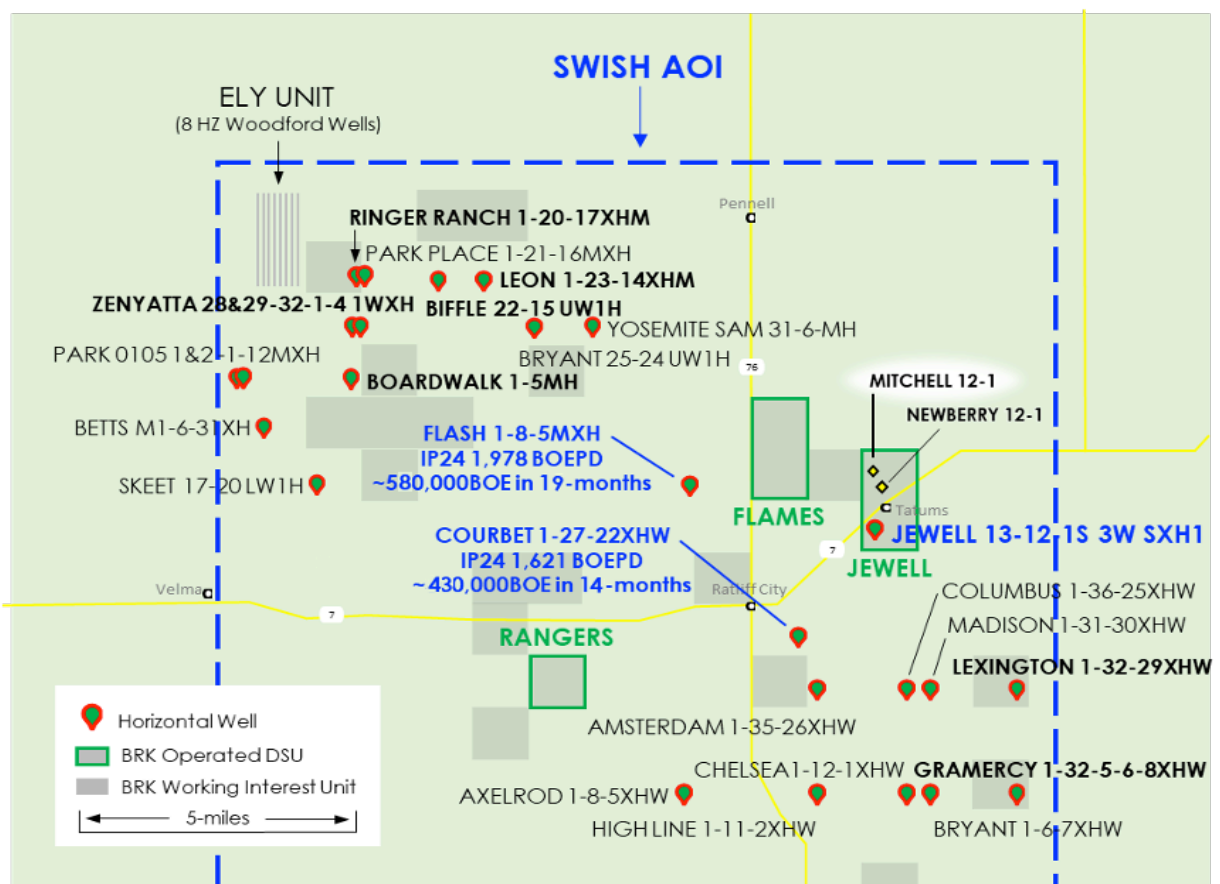 SWISH AOI
ELY UNIT
(8 HZ Woodford Wells)
Pennell
RINGER RANCH 1-20-17XHM
PARK PLACE 1-21-16MXH
LEON 1-23-14XHM
ZENYATTA 28&29-32-1-4 1WXH
BIFFLE 22-15 UW1H
YOSEMITE SAM 31-6-MH
PARK 0105 1&2-1-12MXH
BRYANT 25-24 UW1H
76
BOARDWALK 1-5MH
MITCHELL 12-1
NEWBERRY 12-1
BETTS M1-6-31XH
FLASH 1-8-5MXH
IP24 1,978 BOEPD
~580,000BOE in 19-months
SKEET 17-20 LW1H
FLAMES
Tatums
JEWELL 13-12-1S 3W SXH1
COURBET 1-27-22XHW
IP24 1,621 BOEPD
~430,000BOE in 14-months
7
JEWELL
Velma
Ratliff City
COLUMBUS 1-36-25XHW
7
MADISON 1-31-30XHW
RANGERS
LEXINGTON 1-32-29XHW
Horizontal Well
BRK Operated DSU
BRK Working Interest Unit
5-miles
AMSTERDAM 1-35-26XHW
CHELSEA1-12-1XHW
GRAMERCY 1-32-5-6-8XHW
AXELROD 1-8-5XHW
HIGH LINE 1-11-2XHW
BRYANT 1-6-7XHW